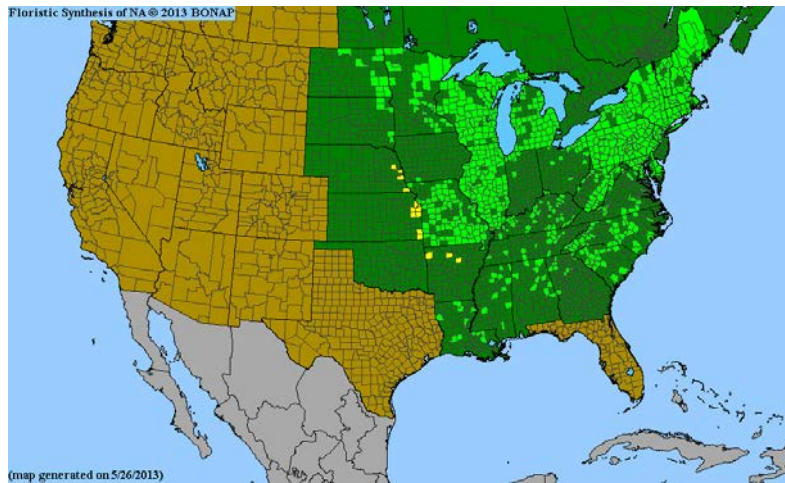 Floristic Synthesis of NA © 2013 BONAP
(map generated on 5/26/2013)